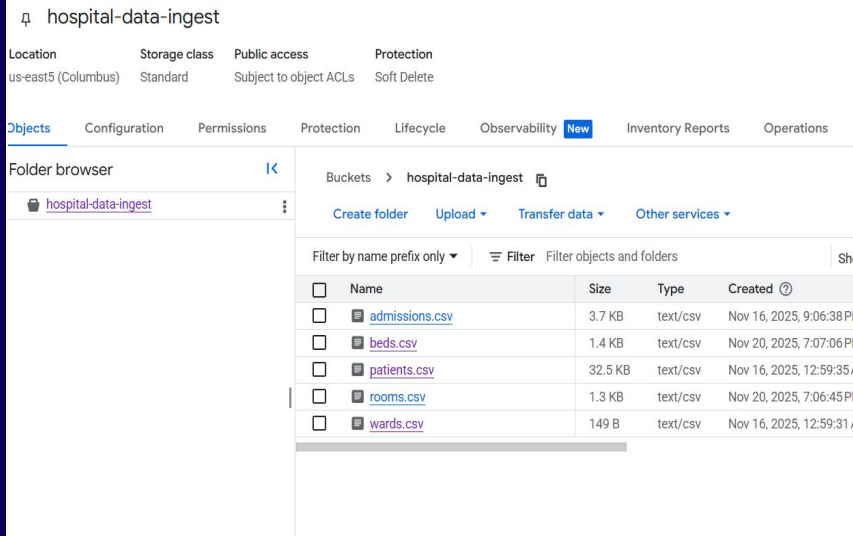 hospital-data-ingest
Location Storage class Public access Protection
us-east5 (Columbus) Standard Subject to object ACLs Soft Delete
Objects Configuration Permissions Protection Lifecycle Observability New Inventory Reports Operations
Folder browser
hospital-data-ingest
Buckets > hospital-data-ingest
Create folder Upload Transfer data Other services
Filter by name prefix only Filter Filter objects and folders
Name Size Type Created
admissions.csv 3.7 KB text/csv Nov 16, 2025, 9:06:38
beds.csv 1.4 KB text/csv Nov 20, 2025, 7:07:06
patients.csv 32.5 KB text/csv Nov 16, 2025, 12:59:35
rooms.csv 1.3 KB text/csv Nov 20, 2025, 7:06:45
wards.csv 149 B text/csv Nov 16, 2025, 12:59:31